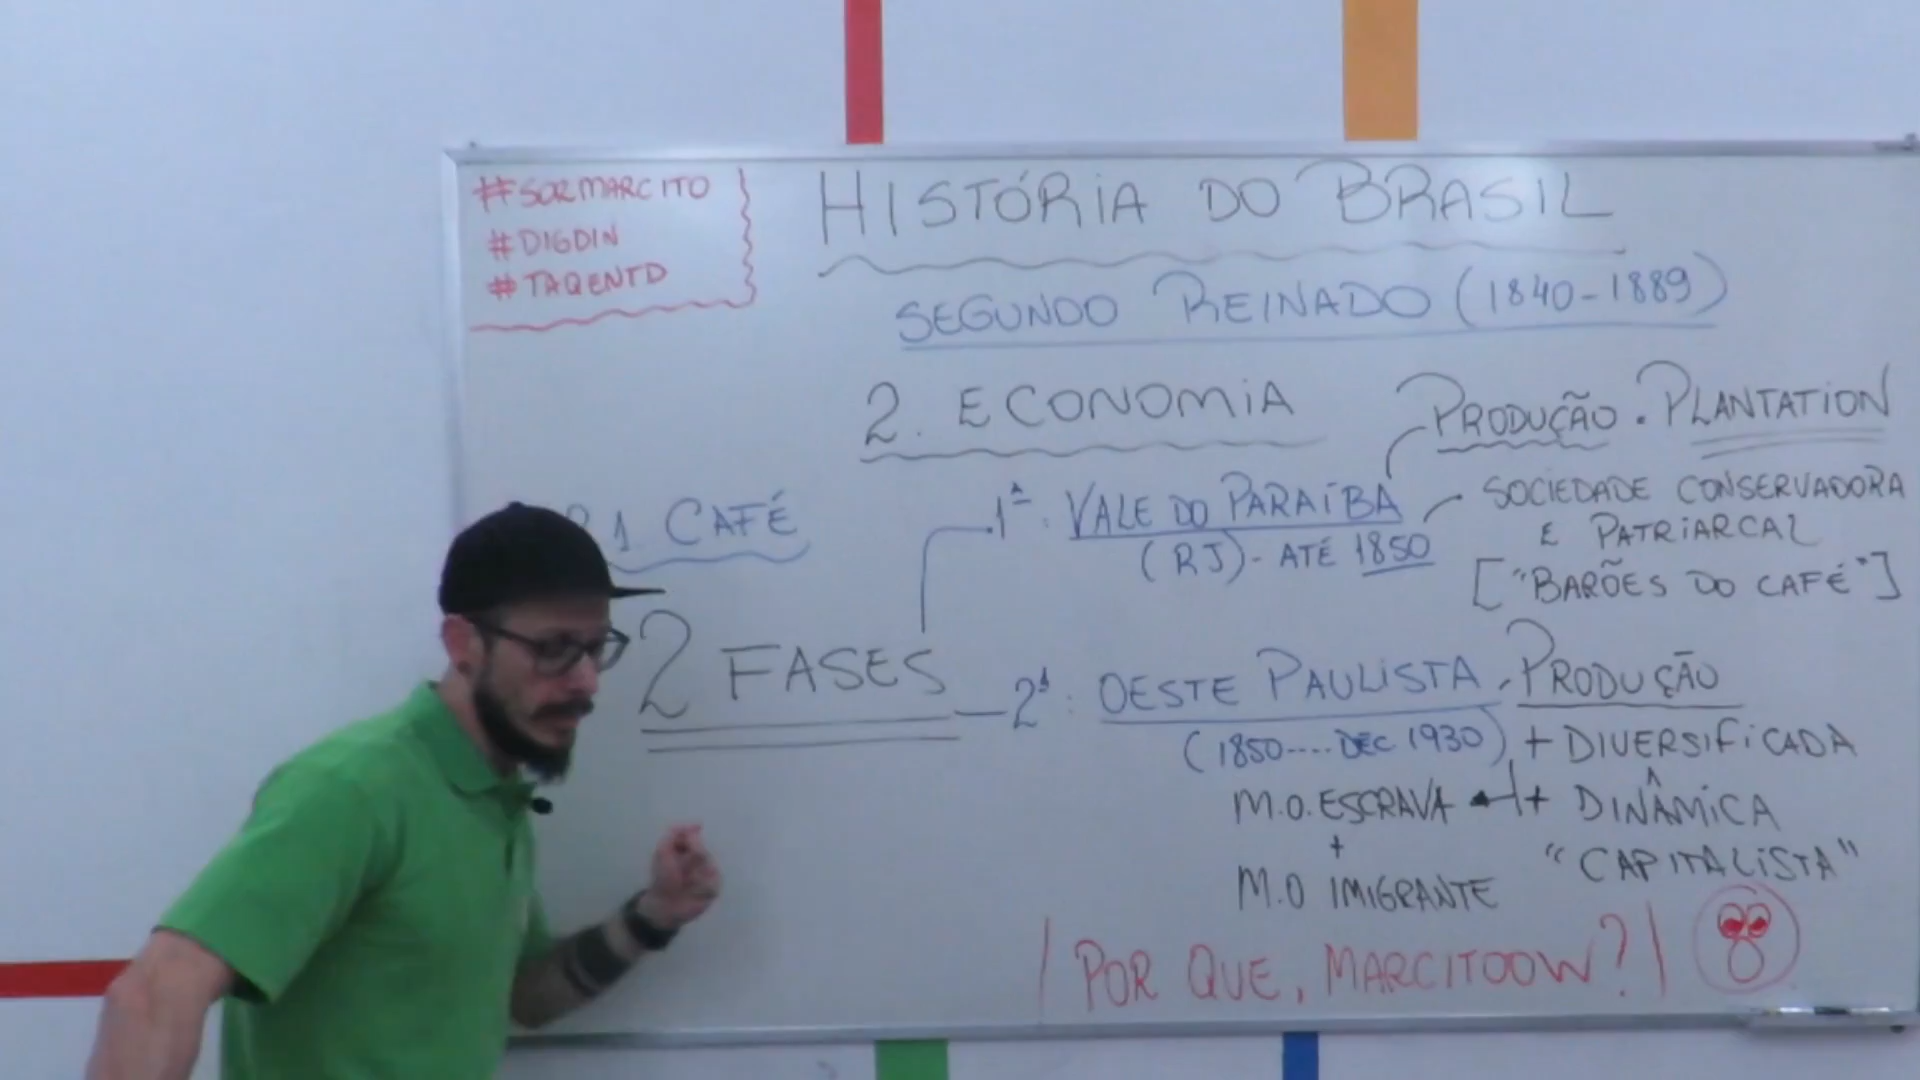 #SORMARCITO
#DIGDIN
#TAQENTD
HISTÓRIA DO BRASIL
SEGUNDO REINADO (1840-1889)
2. ECONOMIA
1 CAFÉ
2 FASES
1ª: VALE DO PARAÍBA
(RJ) - ATÉ 1850
PRODUÇÃO. PLANTATION
SOCIEDADE CONSERVADORA
E PATRIARCAL
["BARÕES DO CAFÉ"]
2ª: OESTE PAULISTA
(1850....DEC 1930)
PRODUÇÃO
+ DIVERSIFICADA
+ DINÂMICA
"CAPITALISTA"
M.O. ESCRAVA
+
M.O IMIGRANTE
POR QUE, MARCITOOW?